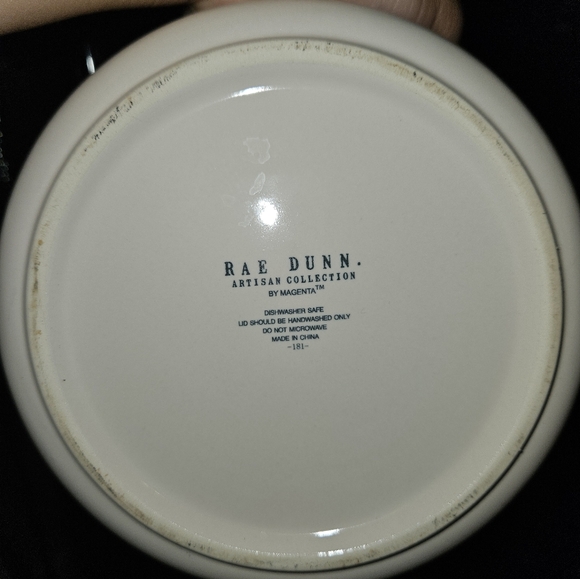 RAE DUNN.
ARTISAN COLLECTION
BY MAGENTA™
DISHWASHER SAFE
LID SHOULD BE HANDWASHED ONLY
DO NOT MICROWAVE
MADE IN CHINA
-181-